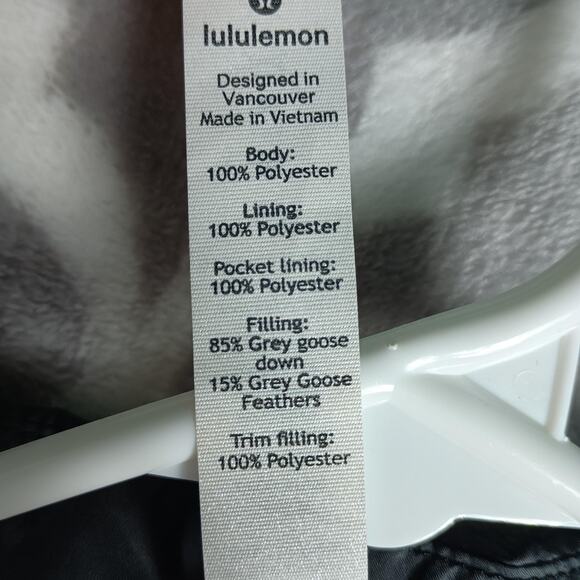 lululemon
Designed in
Vancouver
Made in Vietnam
Body:
100% Polyester
Lining:
100% Polyester
Pocket lining:
100% Polyester
Filling:
85% Grey goose
down
15% Grey Goose
Feathers
Trim filling:
100% Polyester